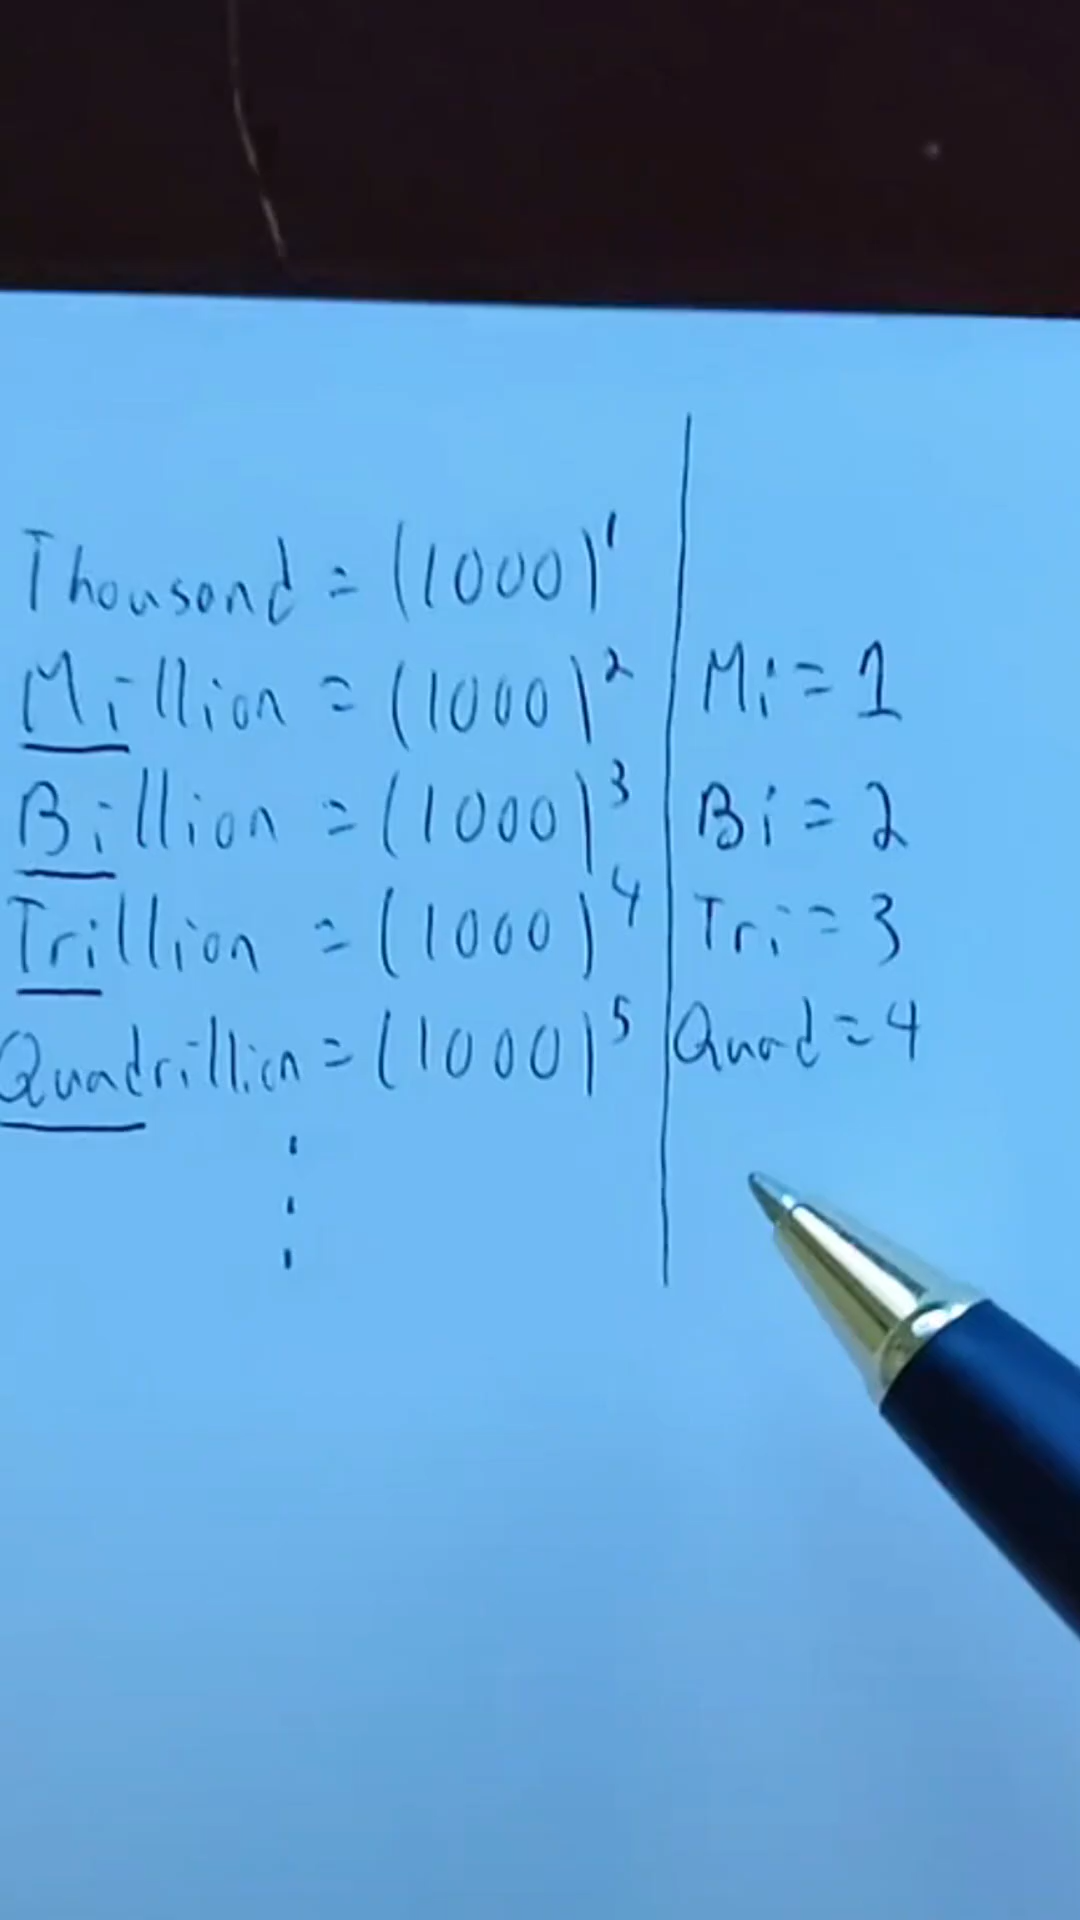 Thousand = (1000)¹
Million = (1000)² Mi = 1
Billion = (1000)³ Bi = 2
Trillion = (1000)⁴ Tri = 3
Quadrillion = (1000)⁵ Quad = 4